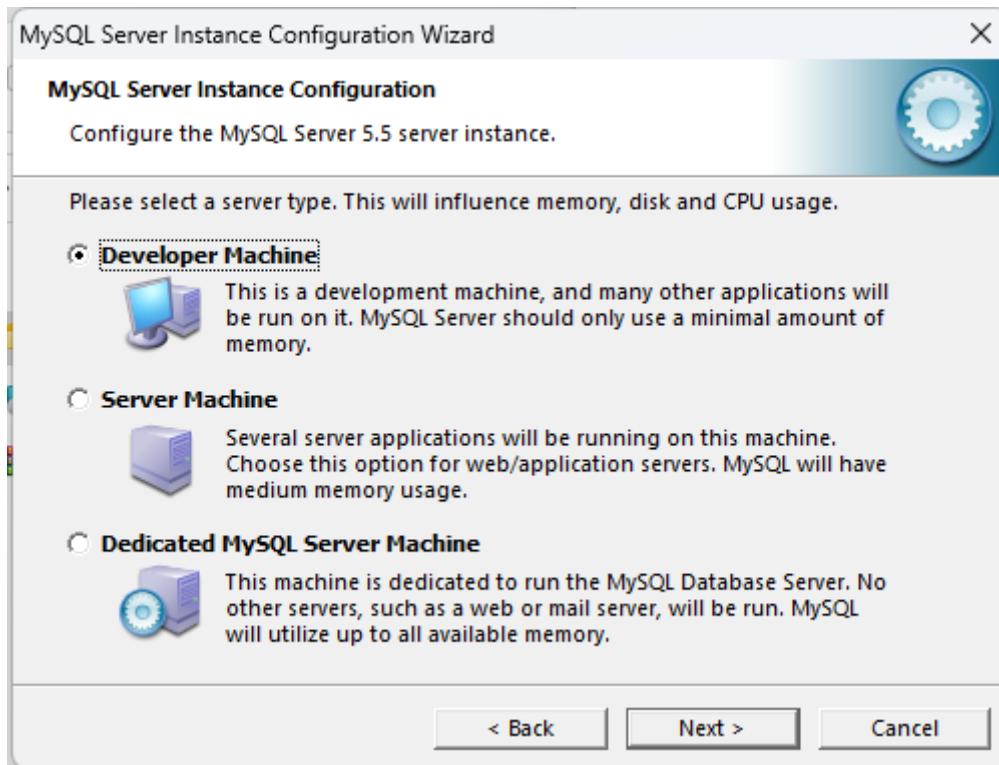 MySQL Server Instance Configuration Wizard
MySQL Server Instance Configuration
Configure the MySQL Server 5.5 server instance.
Please select a server type. This will influence memory, disk and CPU usage.
Developer Machine
This is a development machine, and many other applications will
be run on it. MySQL Server should only use a minimal amount of
memory.
Server Machine
Several server applications will be running on this machine.
Choose this option for web/application servers. MySQL will have
medium memory usage.
Dedicated MySQL Server Machine
This machine is dedicated to run the MySQL Database Server. No
other servers, such as a web or mail server, will be run. MySQL
will utilize up to all available memory.
< Back
Next >
Cancel